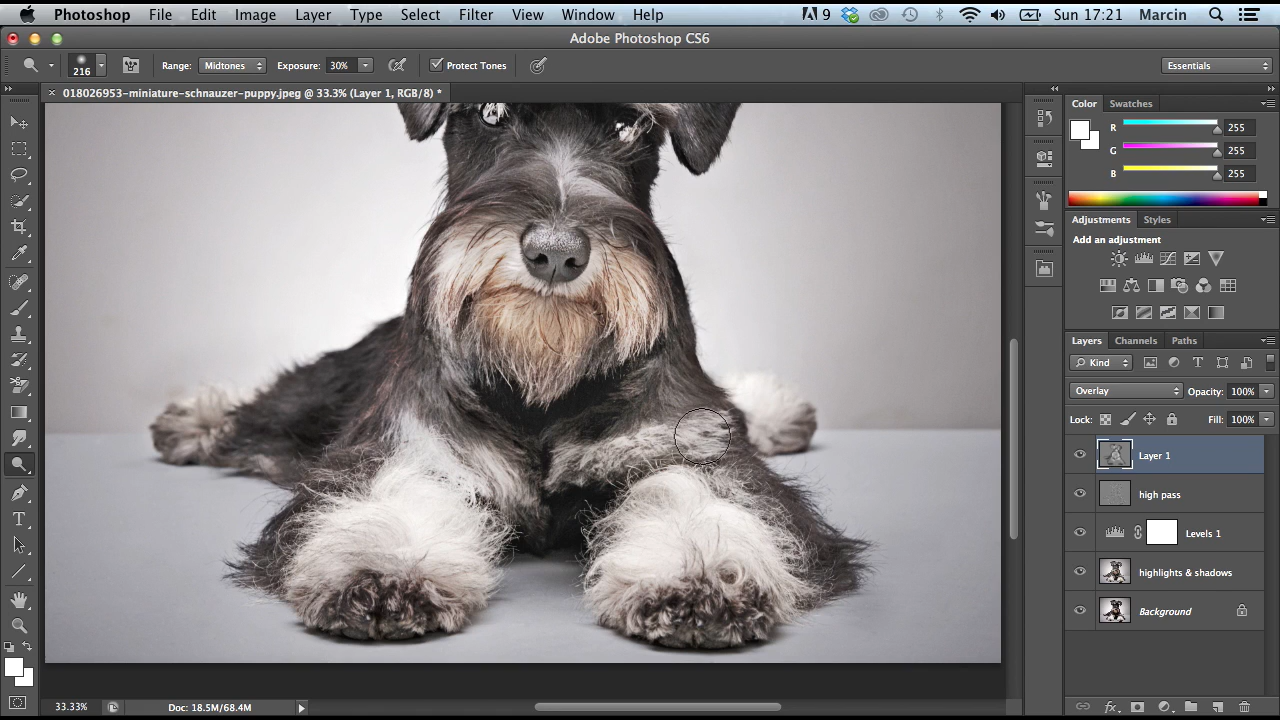 Photoshop File Edit Image Layer Type Select Filter View Window Help 9 Sun 17:21 Marcin
Adobe Photoshop CS6
216 Range: Midtones Exposure: 30% Protect Tones Essentials
× 018026953-miniature-schnauzer-puppy.jpeg @ 33.3% (Layer 1, RGB/8) *
Color Swatches
R 255
G 255
B 255
Adjustments Styles
Add an adjustment
Layers Channels Paths
Kind T
Overlay Opacity: 100%
Lock: Fill: 100%
Layer 1
high pass
Levels 1
highlights & shadows
Background
fx
T
33.33% Doc: 18.5M/68.4M